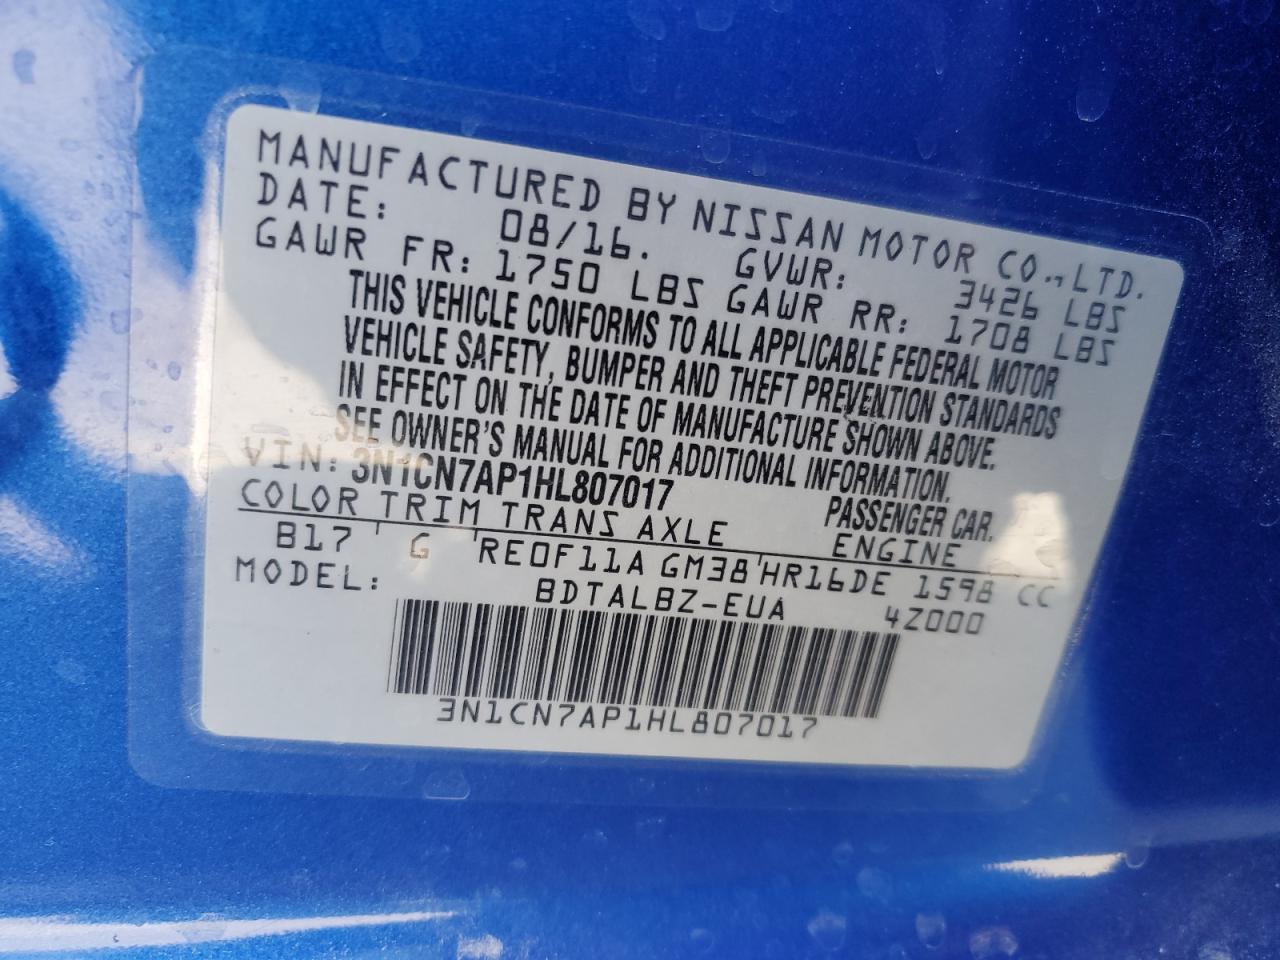 MANUFACTURED BY NISSAN MOTOR CO., LTD.
DATE: 08/16. GVWR: 3426 LBS
GAWR FR: 1750 LBS GAWR RR: 1708 LBS
THIS VEHICLE CONFORMS TO ALL APPLICABLE FEDERAL MOTOR
VEHICLE SAFETY, BUMPER AND THEFT PREVENTION STANDARDS
IN EFFECT ON THE DATE OF MANUFACTURE SHOWN ABOVE.
SEE OWNER'S MANUAL FOR ADDITIONAL INFORMATION.
VIN: 3N1CN7AP1HL807017 PASSENGER CAR.
COLOR TRIM TRANS AXLE ENGINE
B17 G RE0F11A GM38 HR16DE 1598 CC
MODEL: BDTALBZ-EUA 4Z000
3N1CN7AP1HL807017